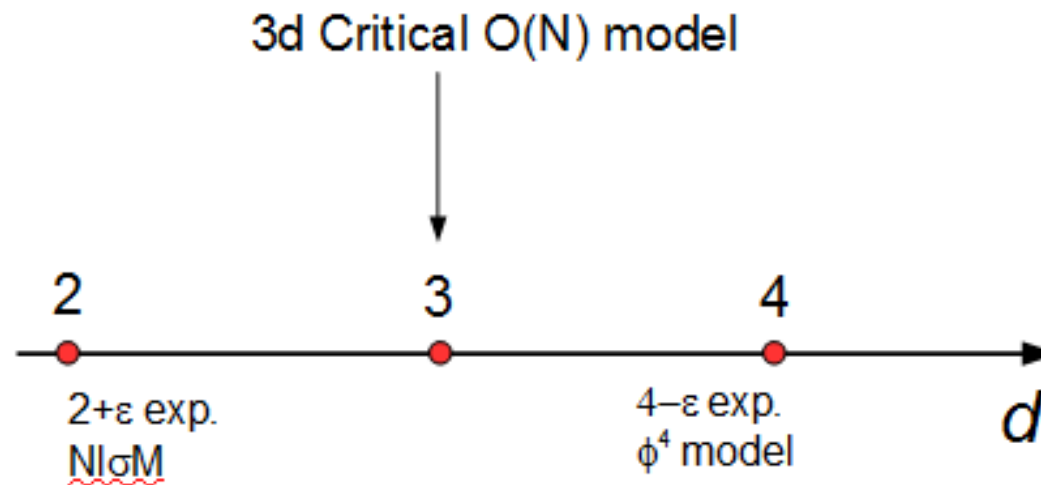 3d Critical O(N) model
2 3 4
2+ε exp.
NlσM
4−ε exp.
ϕ⁴ model
d